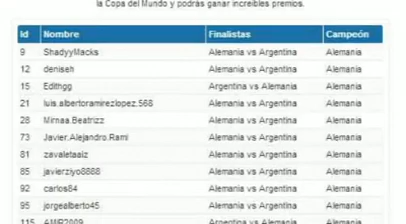 la Copa del Mundo y podrás ganar increíbles premios.
Id Nombre Finalistas Campeón
9 ShadyyMacks Alemania vs Argentina Alemania
12 deniseh Alemania vs Argentina Alemania
15 Edithgg Argentina vs Alemania Alemania
21 luis.albertoramirezlopez.568 Alemania vs Argentina Alemania
28 Mirnaa.Beatrizz Alemania vs Argentina Alemania
73 Javier.Alejandro.Rami Alemania vs Argentina Alemania
81 zavaletaaiz Alemania vs Argentina Alemania
85 javierziyo8888 Alemania vs Argentina Alemania
92 carlos84 Alemania vs Argentina Alemania
95 jorgealberto45 Alemania vs Argentina Alemania
115 AMR2009 Argentina vs Alemania Alemania